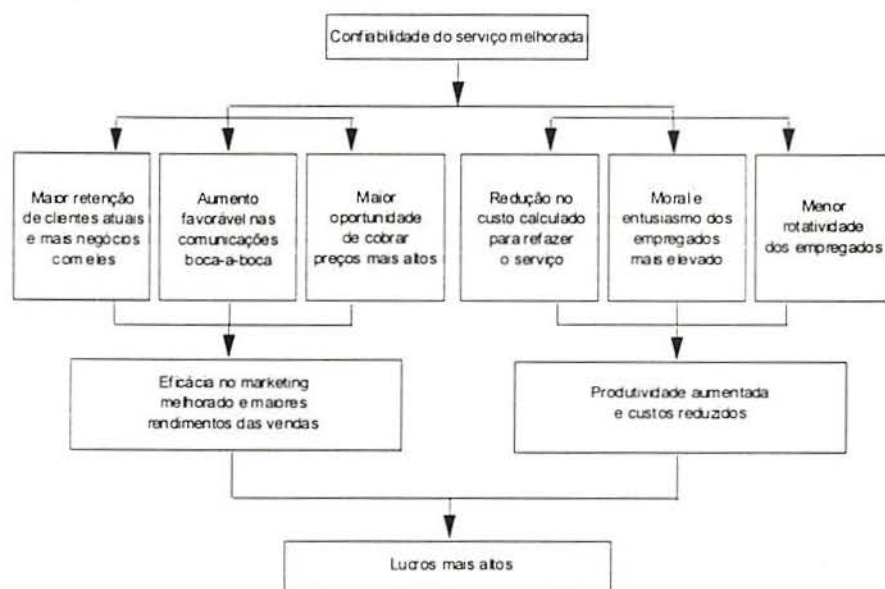 Confiabilidade do serviço melhorada
Maior retenção
de clientes atuais
e mais negócios
com eles
Aumento
favorável nas
comunicações
boca-a-boca
Maior
oportunidade
de cobrar
preços mais altos
Redução no
custo calculado
para refazer
o serviço
Moral e
entusiasmo dos
empregados
mais elevado
Menor
rotatividade
dos empregados
Eficácia no marketing
melhorado e maiores
rendimentos das vendas
Produtividade aumentada
e custos reduzidos
Lucros mais altos